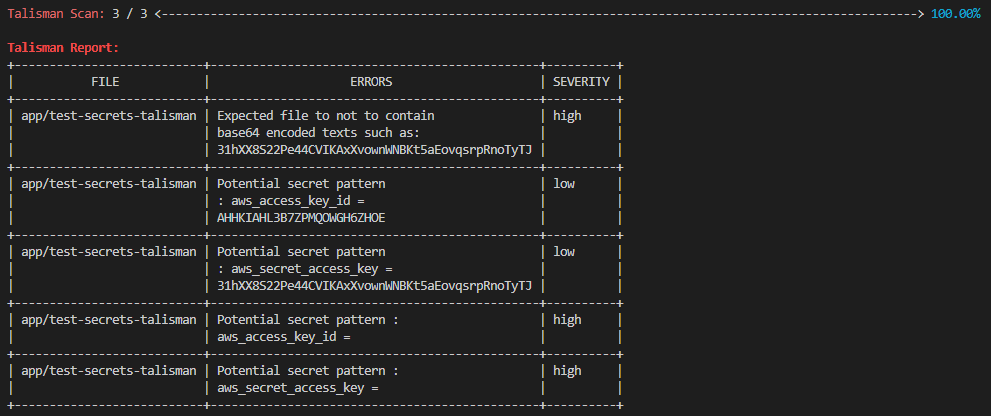 Talisman Scan: 3 / 3 <-----------------------------------------------------------------------------------------------> 100.00%
Talisman Report:
FILE | ERRORS | SEVERITY
app/test-secrets-talisman | Expected file to not to contain | high
base64 encoded texts such as:
31hXX8S22Pe44CVIKAxXvownWNBKt5aEovqsrpRnoTyTJ
app/test-secrets-talisman | Potential secret pattern | low
: aws_access_key_id =
AHHKIAHL3B7ZPMQOWGH6ZHOE
app/test-secrets-talisman | Potential secret pattern | low
: aws_secret_access_key =
31hXX8S22Pe44CVIKAxXvownWNBKt5aEovqsrpRnoTyTJ
app/test-secrets-talisman | Potential secret pattern : | high
aws_access_key_id =
app/test-secrets-talisman | Potential secret pattern : | high
aws_secret_access_key =